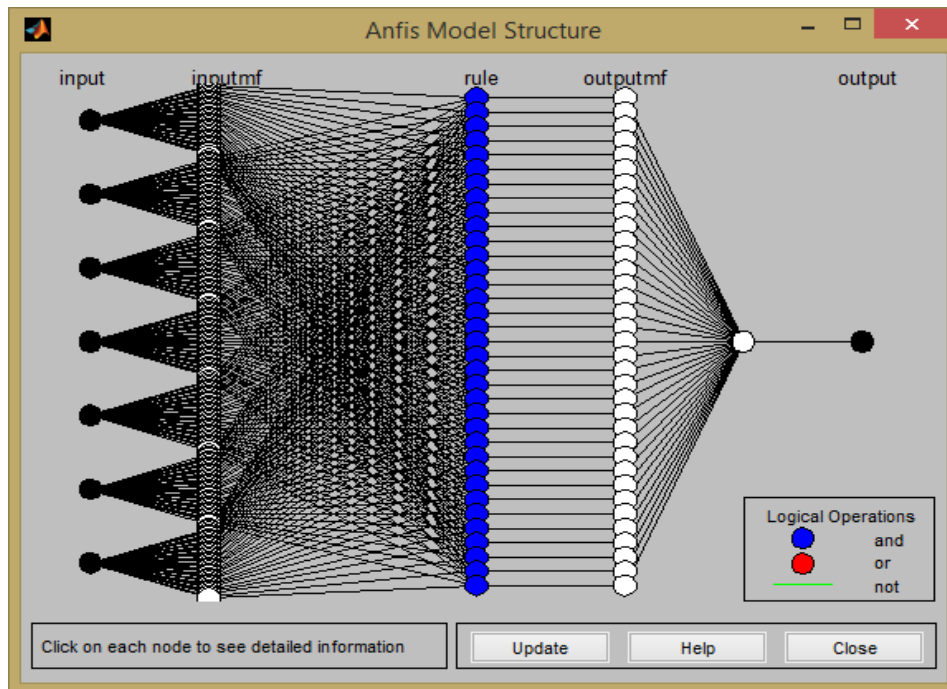 Anfis Model Structure
input inputmf rule outputmf output
Logical Operations
and
or
not
Click on each node to see detailed information
Update Help Close